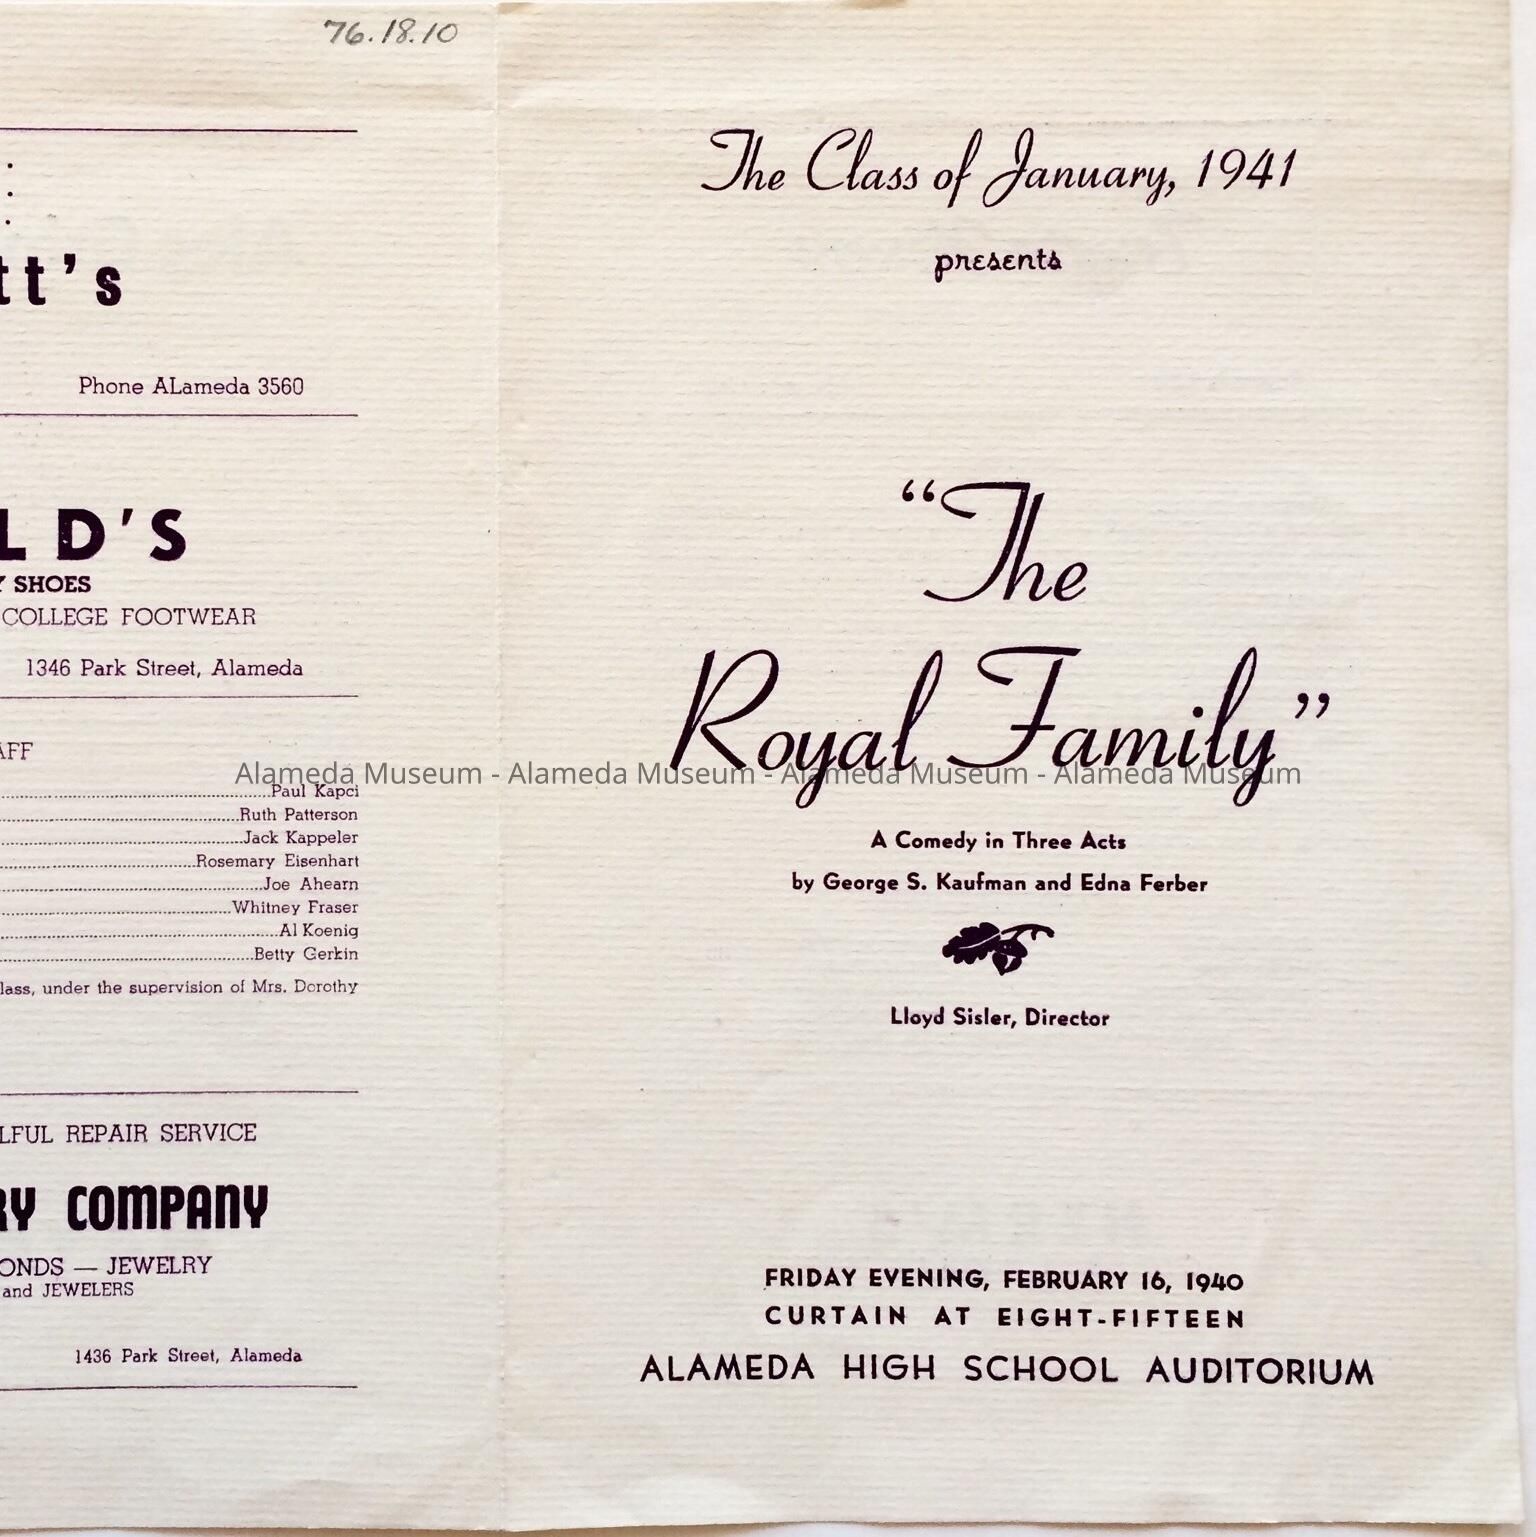 76.18.10
tt's
Phone ALameda 3560
LD'S
Y SHOES
COLLEGE FOOTWEAR
1346 Park Street, Alameda
AFF
Paul Kapci
Ruth Patterson
Jack Kappeler
Rosemary Eisenhart
Joe Ahearn
Whitney Fraser
Al Koenig
Betty Gerkin
lass, under the supervision of Mrs. Dorothy
LFUL REPAIR SERVICE
RY COMPANY
ONDS — JEWELRY
and JEWELERS
1436 Park Street, Alameda
The Class of January, 1941
presents
“The
Royal Family”
Alameda Museum - Alameda Museum - Alameda Museum - Alameda Museum
A Comedy in Three Acts
by George S. Kaufman and Edna Ferber
Lloyd Sisler, Director
FRIDAY EVENING, FEBRUARY 16, 1940
CURTAIN AT EIGHT-FIFTEEN
ALAMEDA HIGH SCHOOL AUDITORIUM